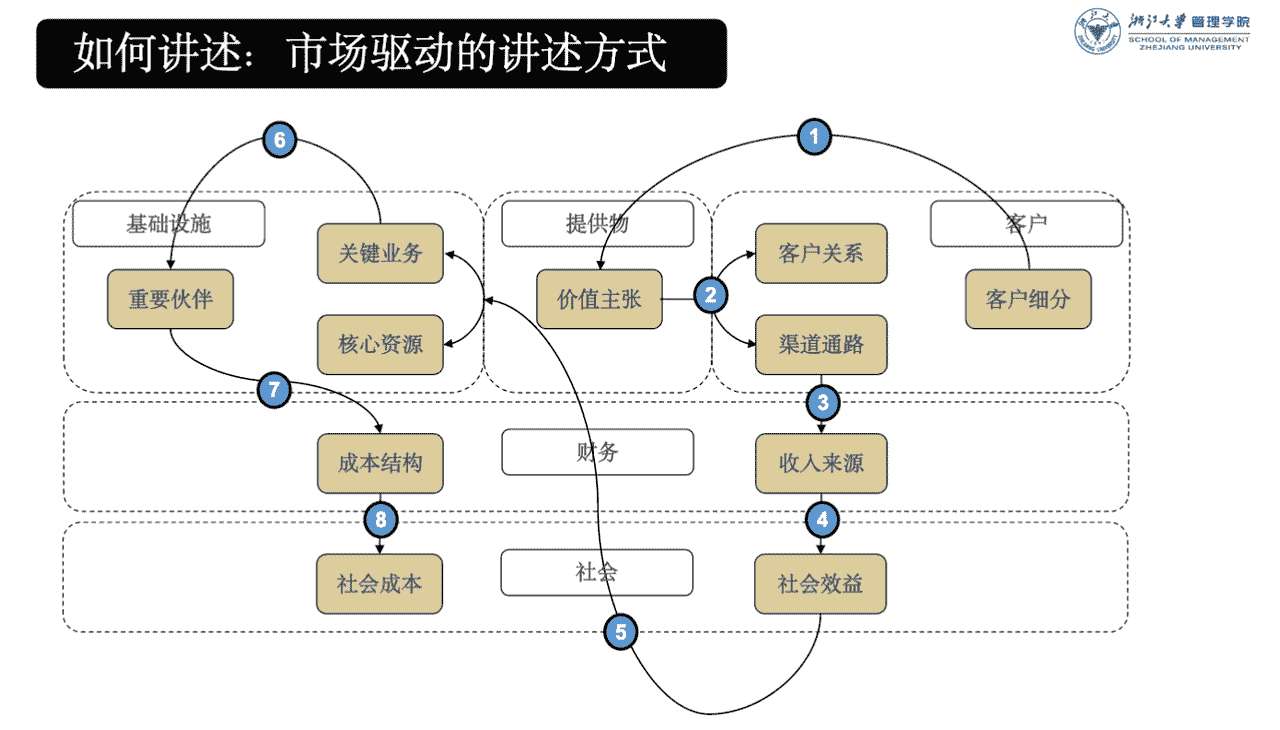 如何讲述：市场驱动的讲述方式
浙江大学 管理学院
SCHOOL OF MANAGEMENT
ZHEJIANG UNIVERSITY
6
1
基础设施
提供物
客户
关键业务
客户关系
重要伙伴
价值主张
2
客户细分
核心资源
渠道通路
7
3
成本结构
财务
收入来源
8
4
社会成本
社会
社会效益
5